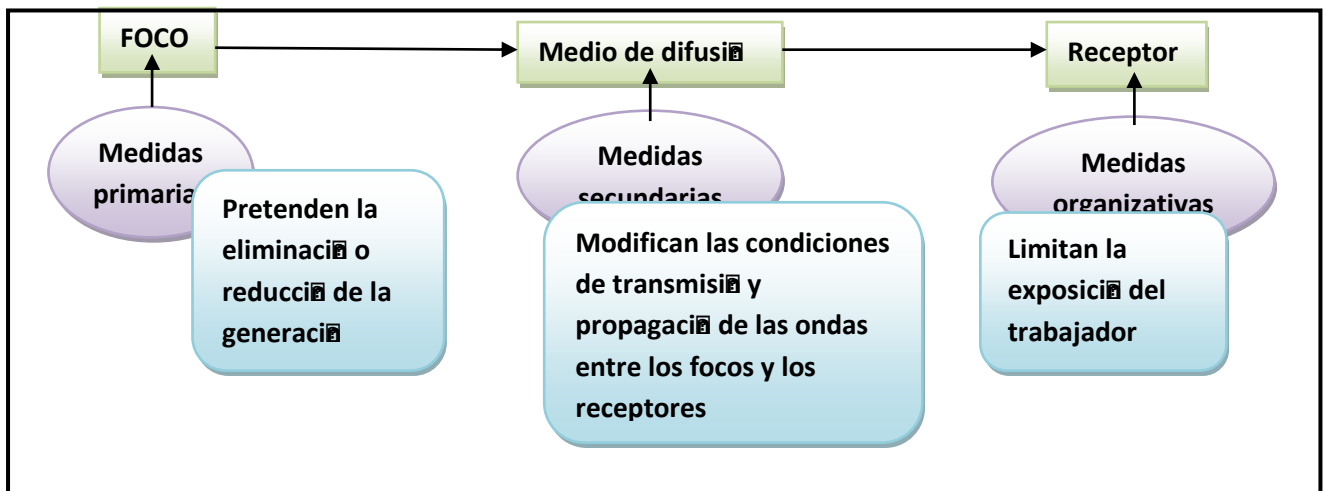 FOCO
Medio de difusi�
Receptor
Medidas
primaria
Medidas
secundarias
Medidas
organizativas
Pretenden la
eliminaci� o
reducci� de la
generaci�
Modifican las condiciones
de transmisi� y
propagaci� de las ondas
entre los focos y los
receptores
Limitan la
exposici� del
trabajador